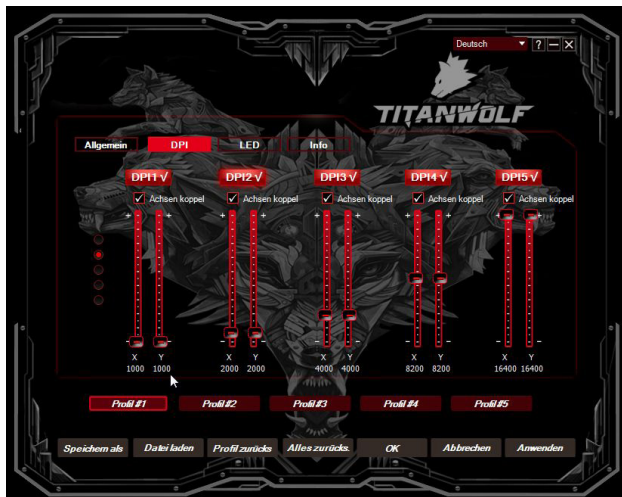 Deutsch
TITANWOLF
Allgemein DPI LED Info
DPI1 √ DPI2 √ DPI3 √ DPI4 √ DPI5 √
Achsen koppel Achsen koppel Achsen koppel Achsen koppel Achsen koppel
X Y X Y X Y X Y X Y
1000 1000 2000 2000 4000 4000 8200 8200 16400 16400
Profil #1 Profil #2 Profil #3 Profil #4 Profil #5
Speichern als Datei laden Profil zurücks Alles zurücks. OK Abbrechen Anwenden